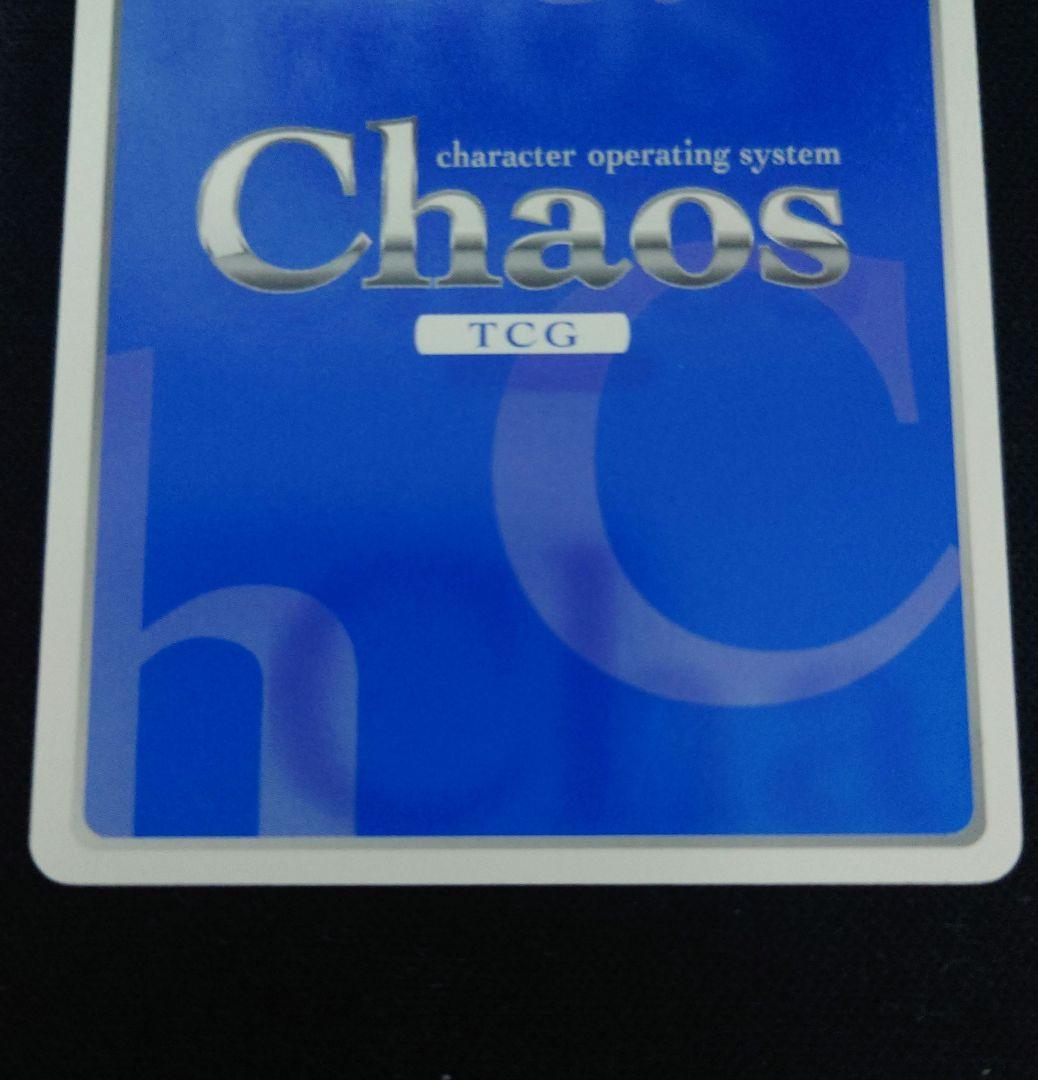 character operating system
Chaos
TCG
h
C